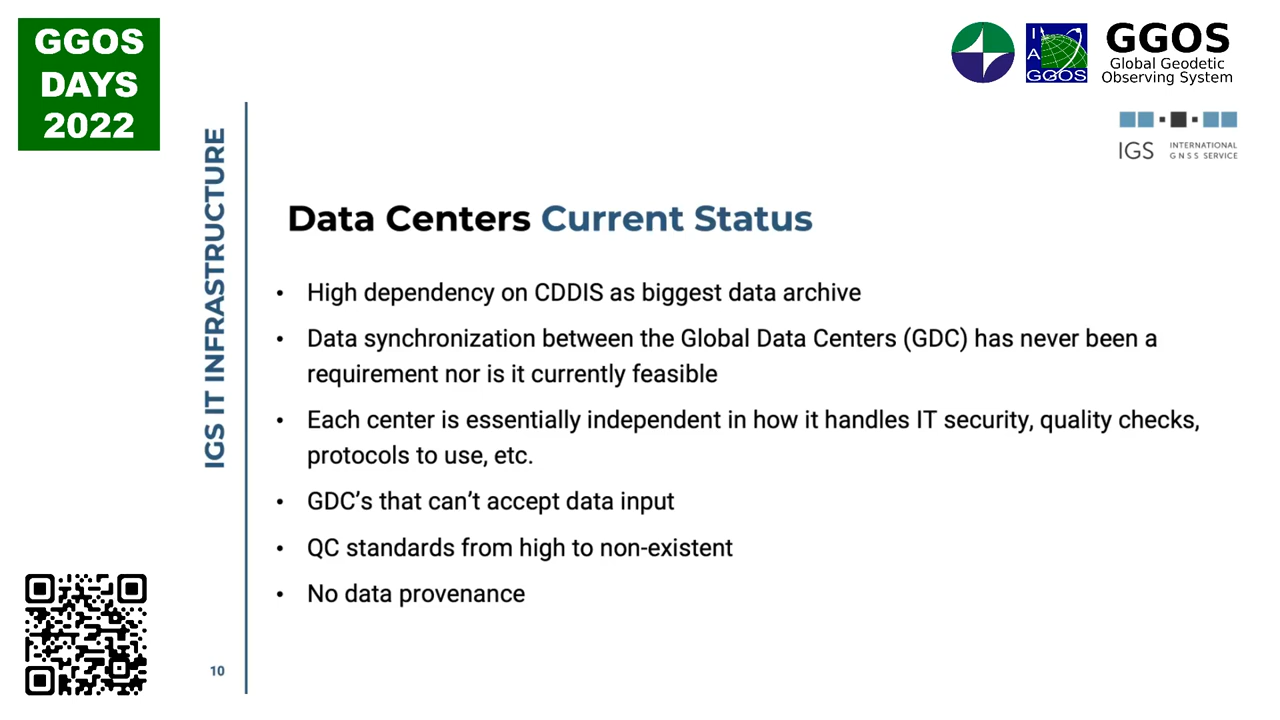 GGOS
DAYS
2022
I
A
G
GGOS
GGOS
Global Geodetic
Observing System
IGS INTERNATIONAL
GNSS SERVICE
IGS IT INFRASTRUCTURE
Data Centers Current Status
• High dependency on CDDIS as biggest data archive
• Data synchronization between the Global Data Centers (GDC) has never been a
requirement nor is it currently feasible
• Each center is essentially independent in how it handles IT security, quality checks,
protocols to use, etc.
• GDC’s that can’t accept data input
• QC standards from high to non-existent
• No data provenance
10